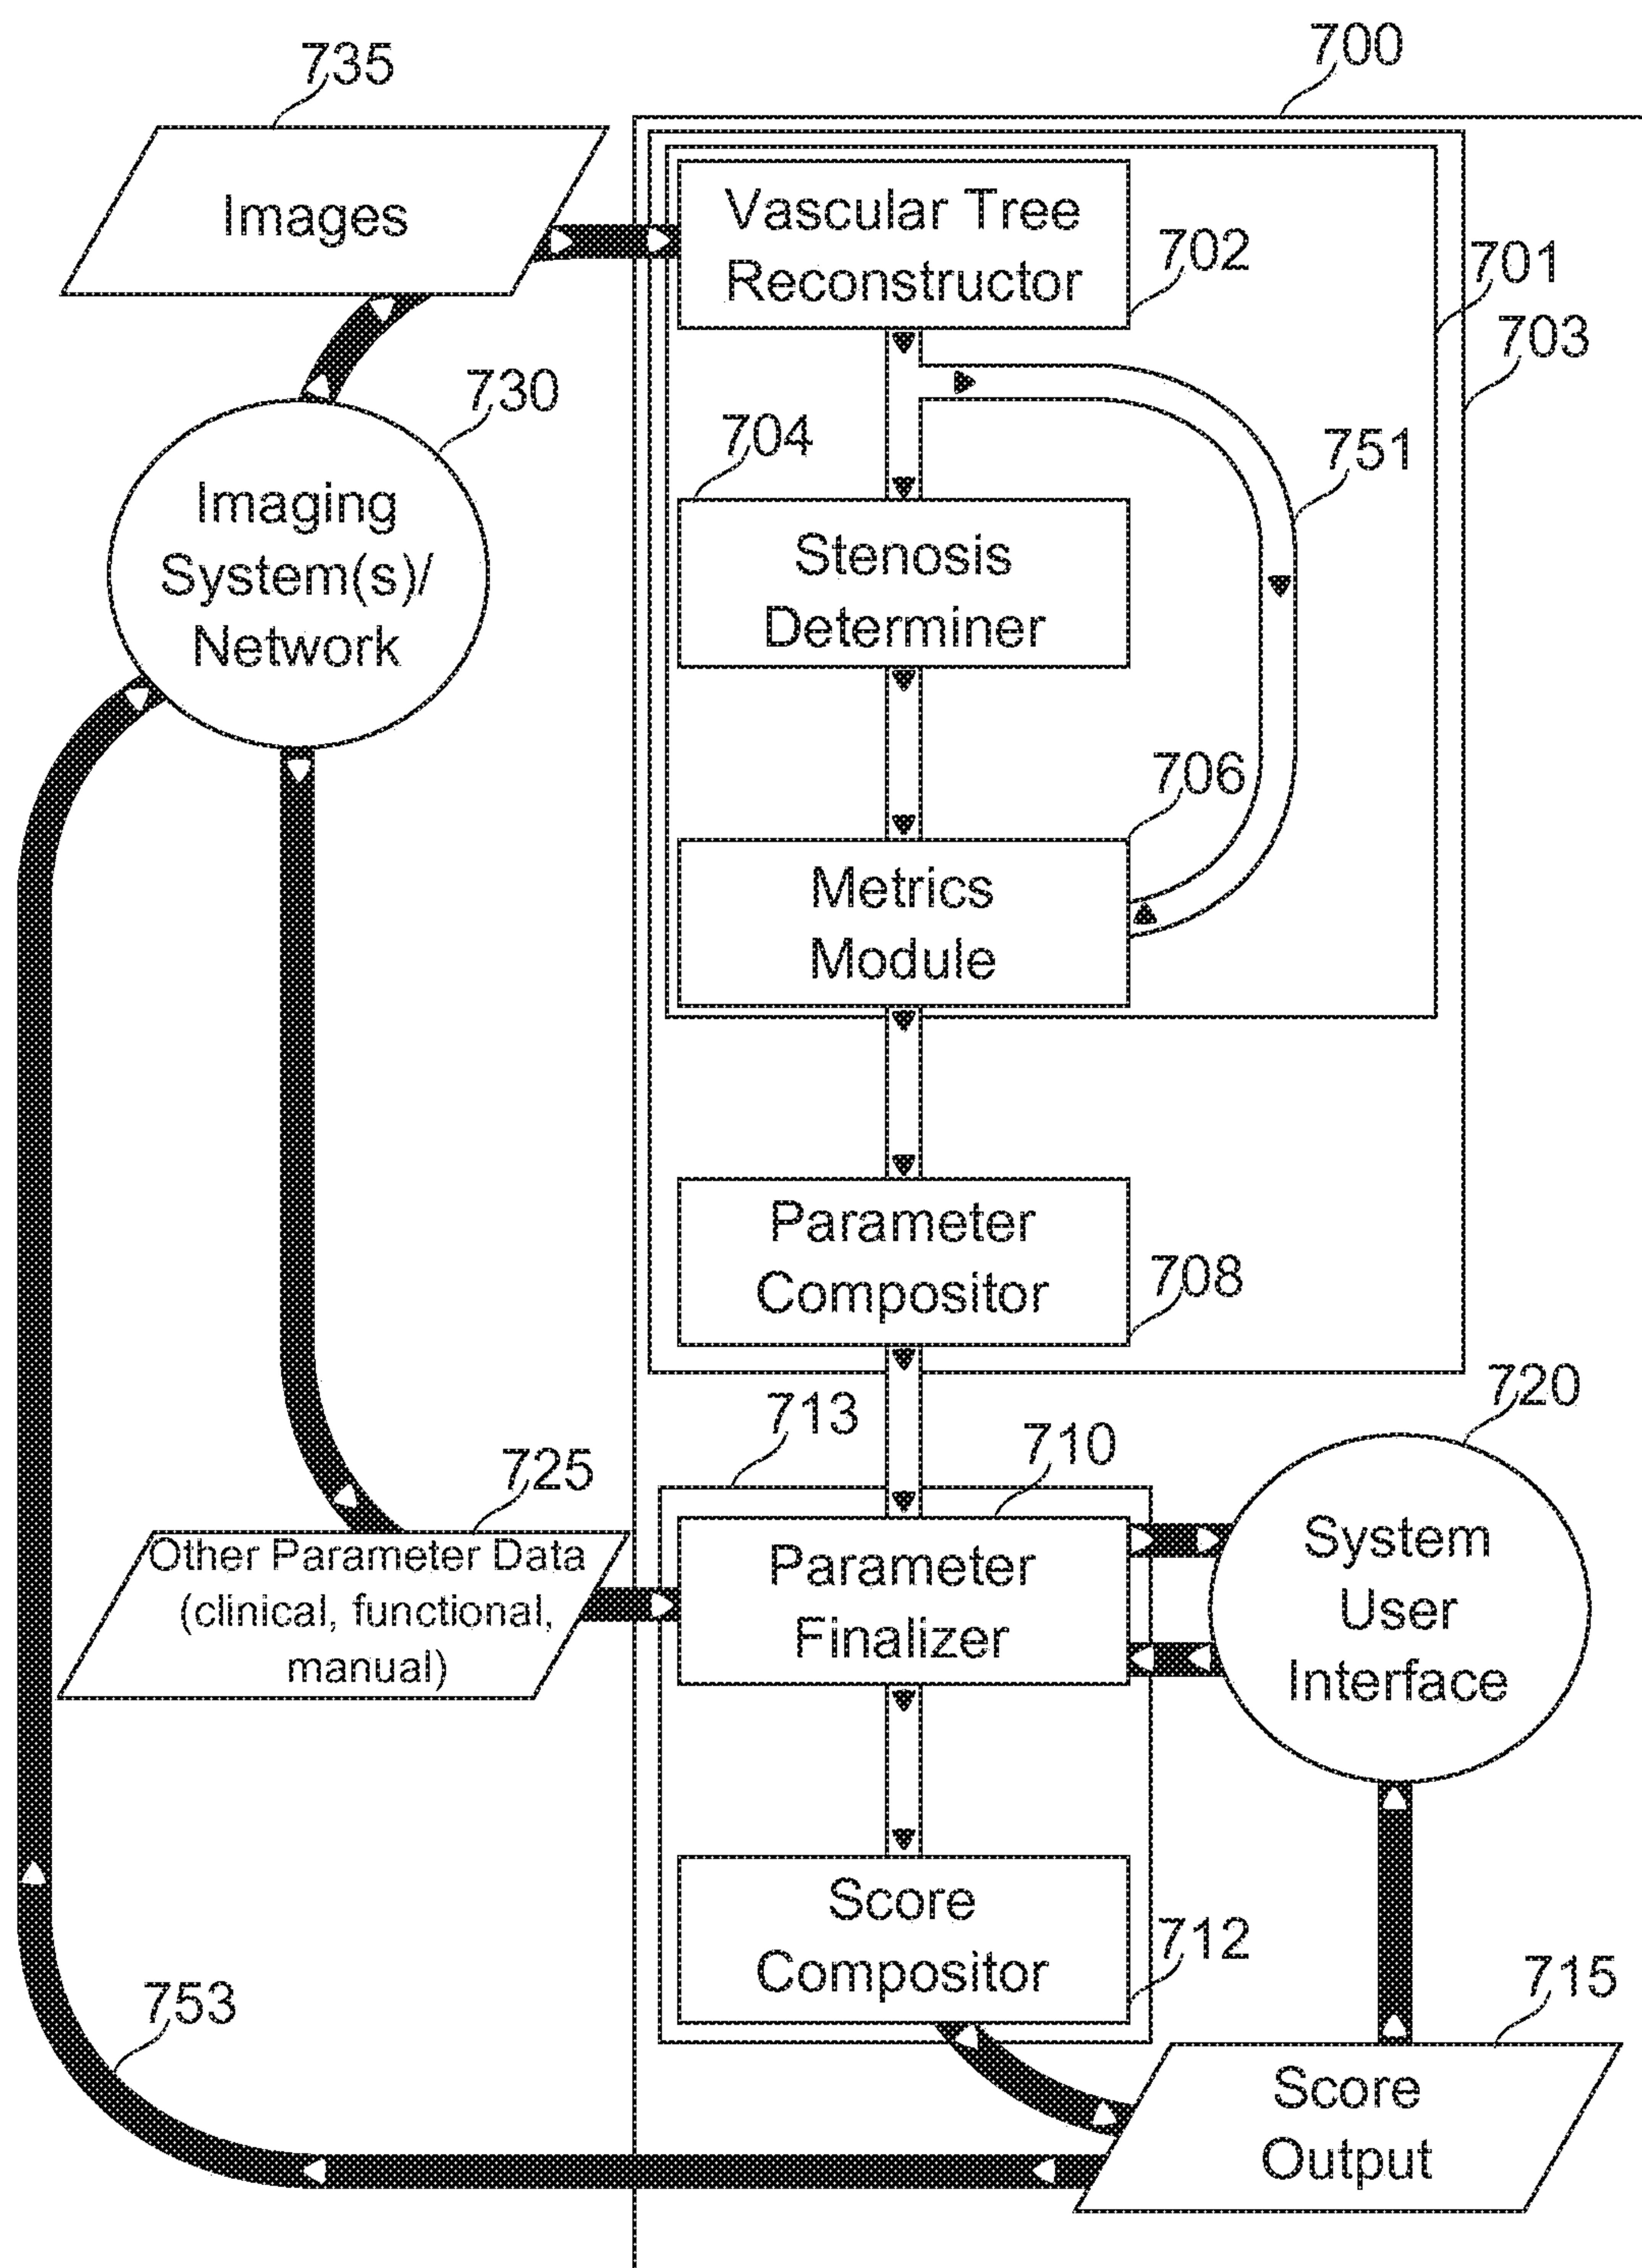 700
735
Images
Vascular Tree
Reconstructor
702
701
703
730
Imaging
System(s)/
Network
704
751
Stenosis
Determiner
706
Metrics
Module
Parameter
Compositor
708
720
713
710
725
Other Parameter Data
(clinical, functional,
manual)
Parameter
Finalizer
System
User
Interface
Score
Compositor
712
753
715
Score
Output